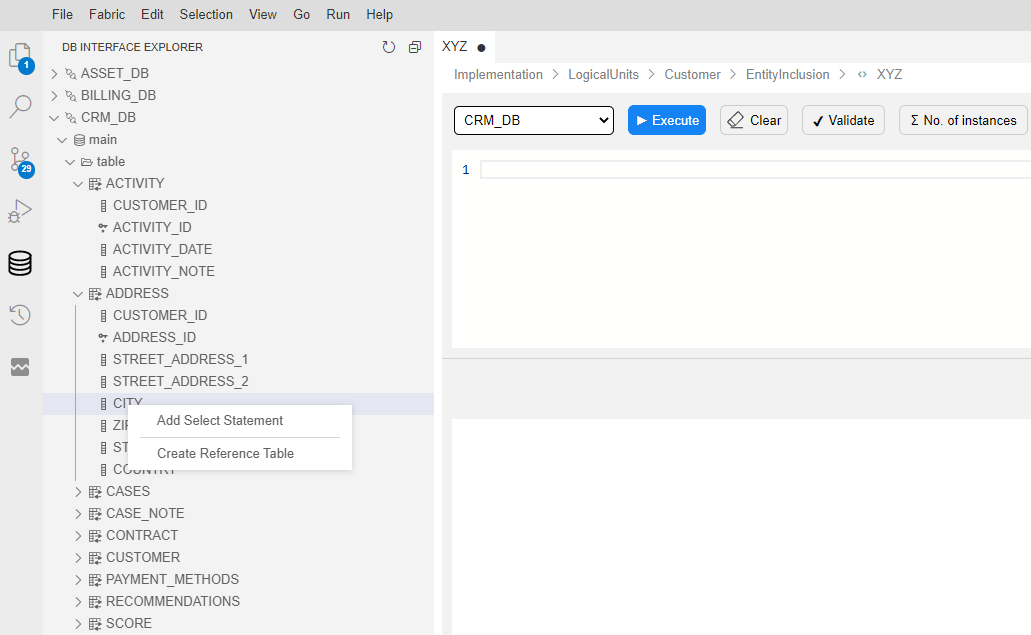 File Fabric Edit Selection View Go Run Help
DB INTERFACE EXPLORER
XYZ
1
29
Implementation > LogicalUnits > Customer > EntityInclusion > XYZ
ASSET_DB
BILLING_DB
CRM_DB
main
table
ACTIVITY
CUSTOMER_ID
ACTIVITY_ID
ACTIVITY_DATE
ACTIVITY_NOTE
ADDRESS
CUSTOMER_ID
ADDRESS_ID
STREET_ADDRESS_1
STREET_ADDRESS_2
CITY
ZI
ST
COUNTRY
Add Select Statement
Create Reference Table
CASES
CASE_NOTE
CONTRACT
CUSTOMER
PAYMENT_METHODS
RECOMMENDATIONS
SCORE
CRM_DB Execute Clear Validate Σ No. of instances
1